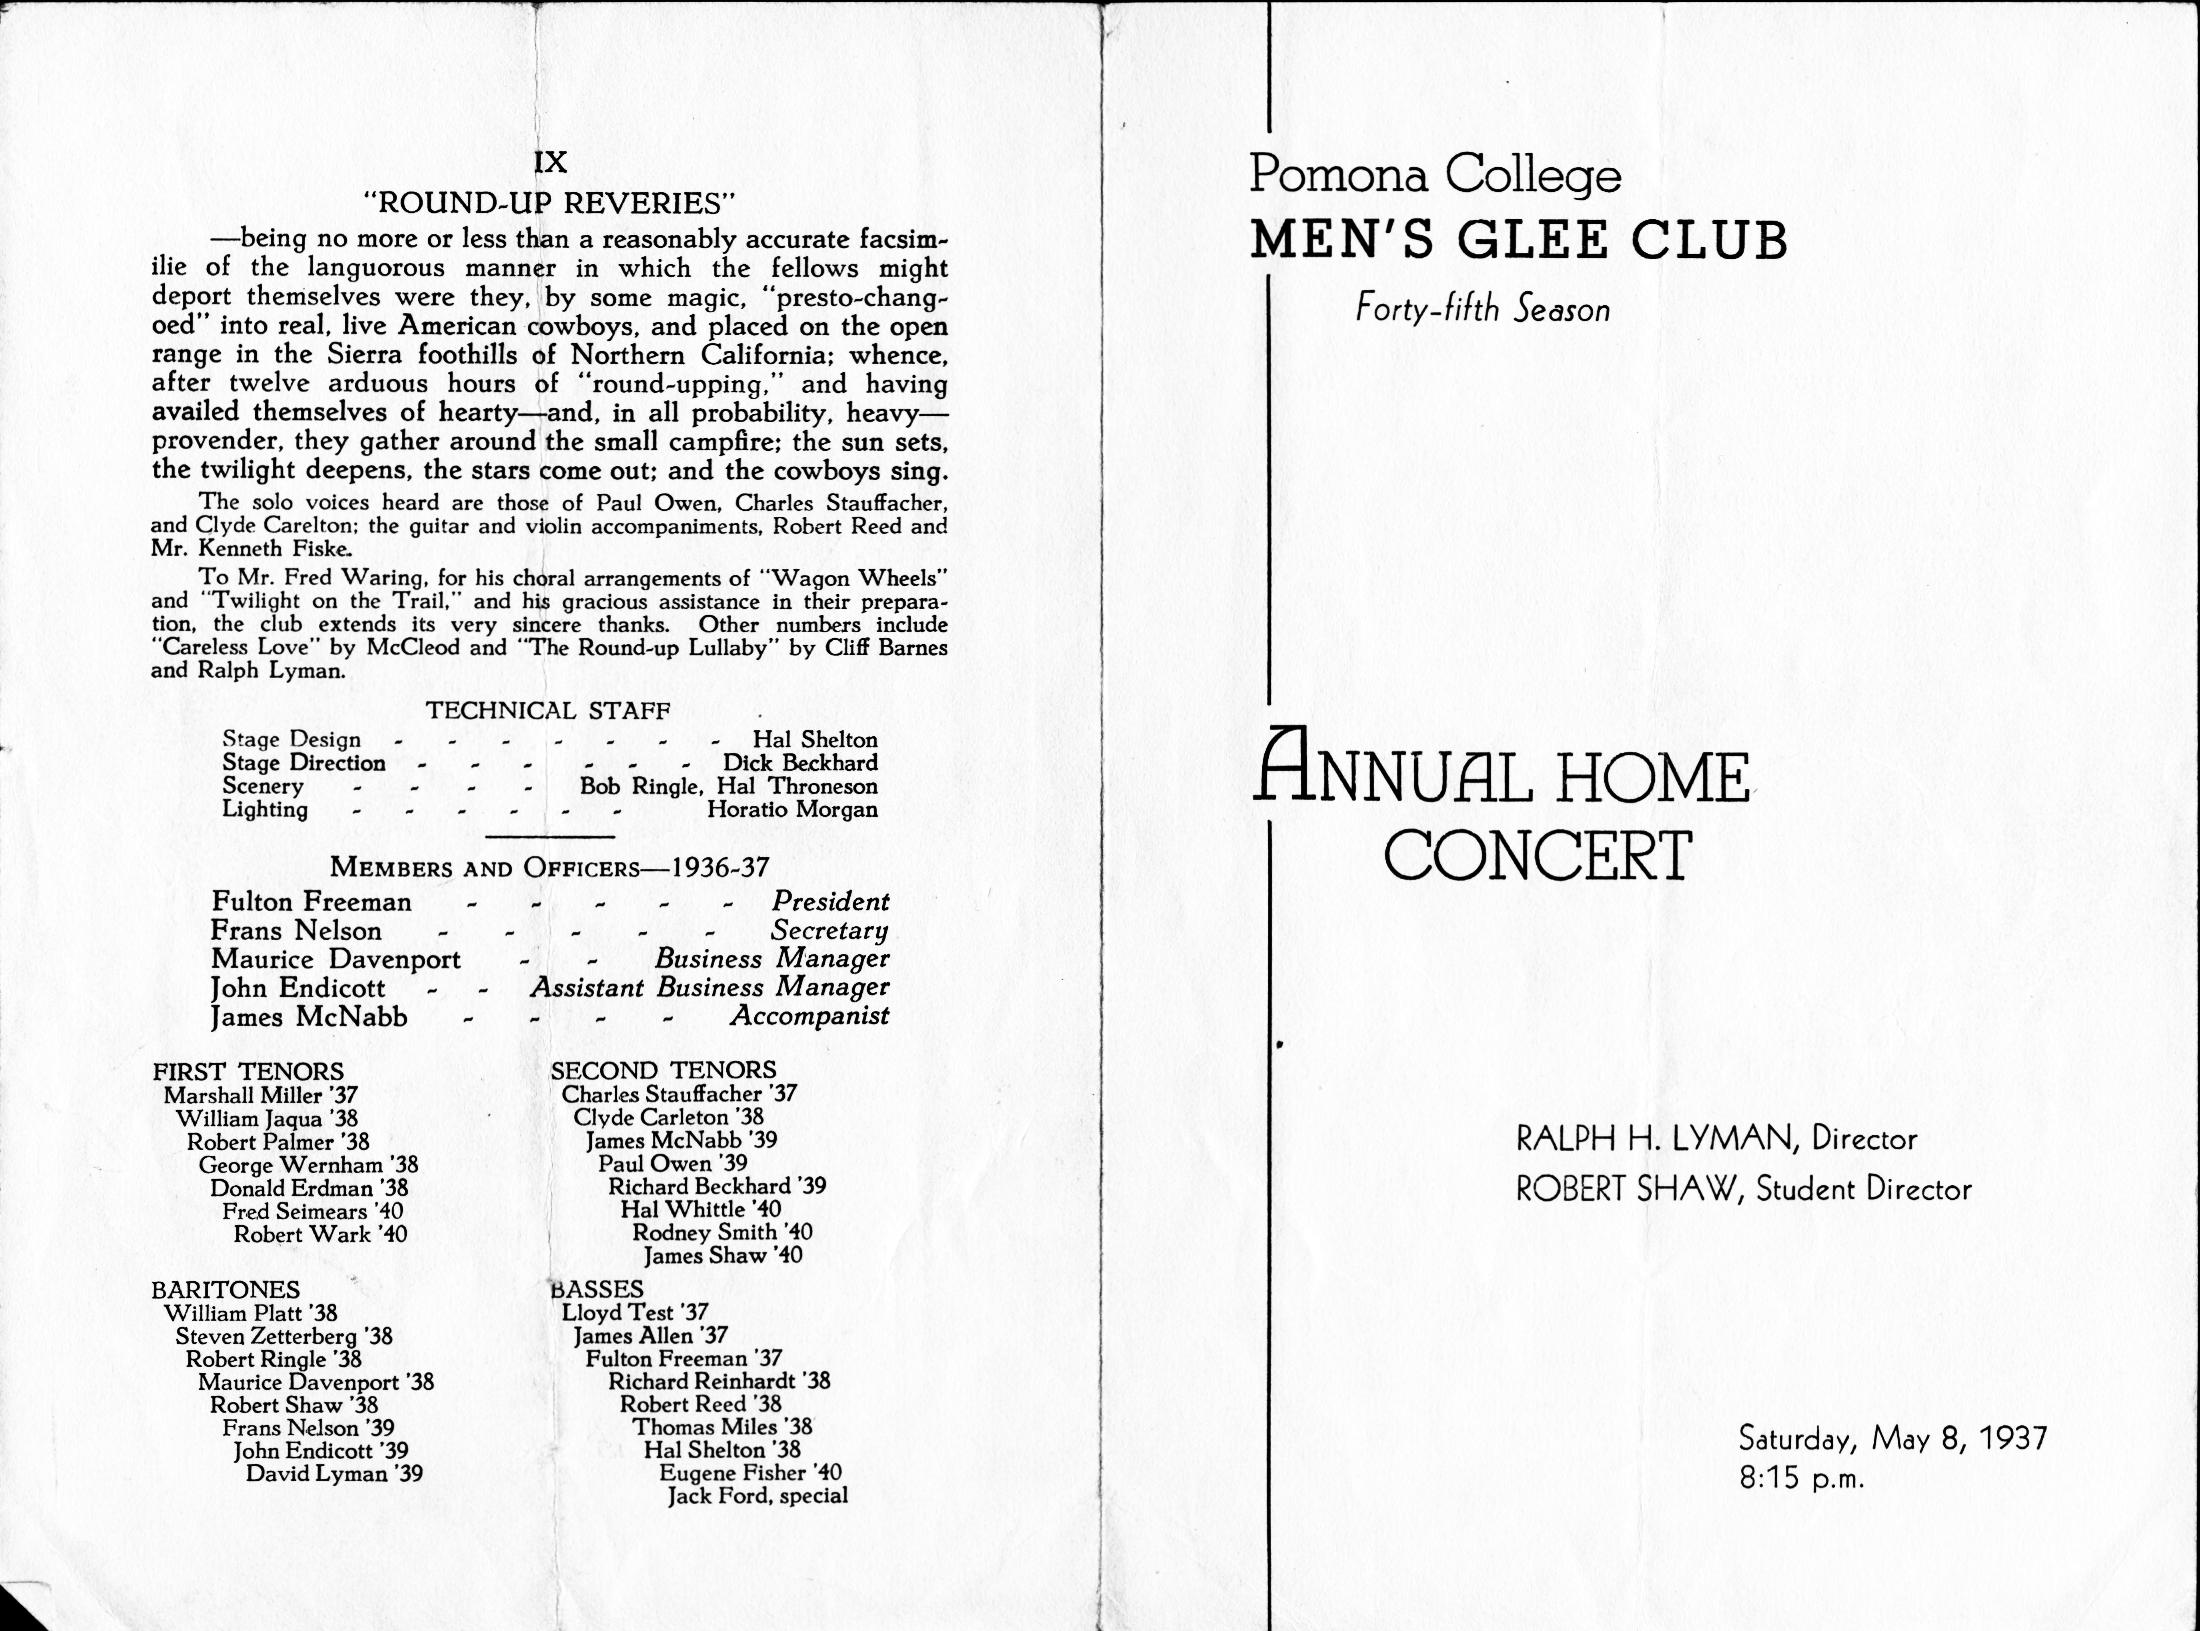 IX
"ROUND-UP REVERIES"
—being no more or less than a reasonably accurate facsim-
ilie of the languorous manner in which the fellows might
deport themselves were they, by some magic, "presto-chang-
oed" into real, live American cowboys, and placed on the open
range in the Sierra foothills of Northern California; whence,
after twelve arduous hours of "round-upping," and having
availed themselves of hearty—and, in all probability, heavy—
provender, they gather around the small campfire; the sun sets,
the twilight deepens, the stars come out; and the cowboys sing.
The solo voices heard are those of Paul Owen, Charles Stauffacher,
and Clyde Carelton; the guitar and violin accompaniments, Robert Reed and
Mr. Kenneth Fiske.
To Mr. Fred Waring, for his choral arrangements of "Wagon Wheels"
and "Twilight on the Trail," and his gracious assistance in their prepara-
tion, the club extends its very sincere thanks. Other numbers include
"Careless Love" by McCleod and "The Round-up Lullaby" by Cliff Barnes
and Ralph Lyman.
TECHNICAL STAFF
Stage Design - - - - - - - Hal Shelton
Stage Direction - - - - - - Dick Beckhard
Scenery - - - - Bob Ringle, Hal Throneson
Lighting - - - - - - Horatio Morgan
MEMBERS AND OFFICERS—1936-37
Fulton Freeman - - - - - President
Frans Nelson - - - - - Secretary
Maurice Davenport - - Business Manager
John Endicott - - Assistant Business Manager
James McNabb - - - - Accompanist
FIRST TENORS
Marshall Miller '37
William Jaqua '38
Robert Palmer '38
George Wernham '38
Donald Erdman '38
Fred Seimears '40
Robert Wark '40
SECOND TENORS
Charles Stauffacher '37
Clyde Carleton '38
James McNabb '39
Paul Owen '39
Richard Beckhard '39
Hal Whittle '40
Rodney Smith '40
James Shaw '40
BARITONES
William Platt '38
Steven Zetterberg '38
Robert Ringle '38
Maurice Davenport '38
Robert Shaw '38
Frans Nelson '39
John Endicott '39
David Lyman '39
BASSES
Lloyd Test '37
James Allen '37
Fulton Freeman '37
Richard Reinhardt '38
Robert Reed '38
Thomas Miles '38
Hal Shelton '38
Eugene Fisher '40
Jack Ford, special
Pomona College
MEN'S GLEE CLUB
Forty-fifth Season
ANNUAL HOME
CONCERT
RALPH H. LYMAN, Director
ROBERT SHAW, Student Director
Saturday, May 8, 1937
8:15 p.m.